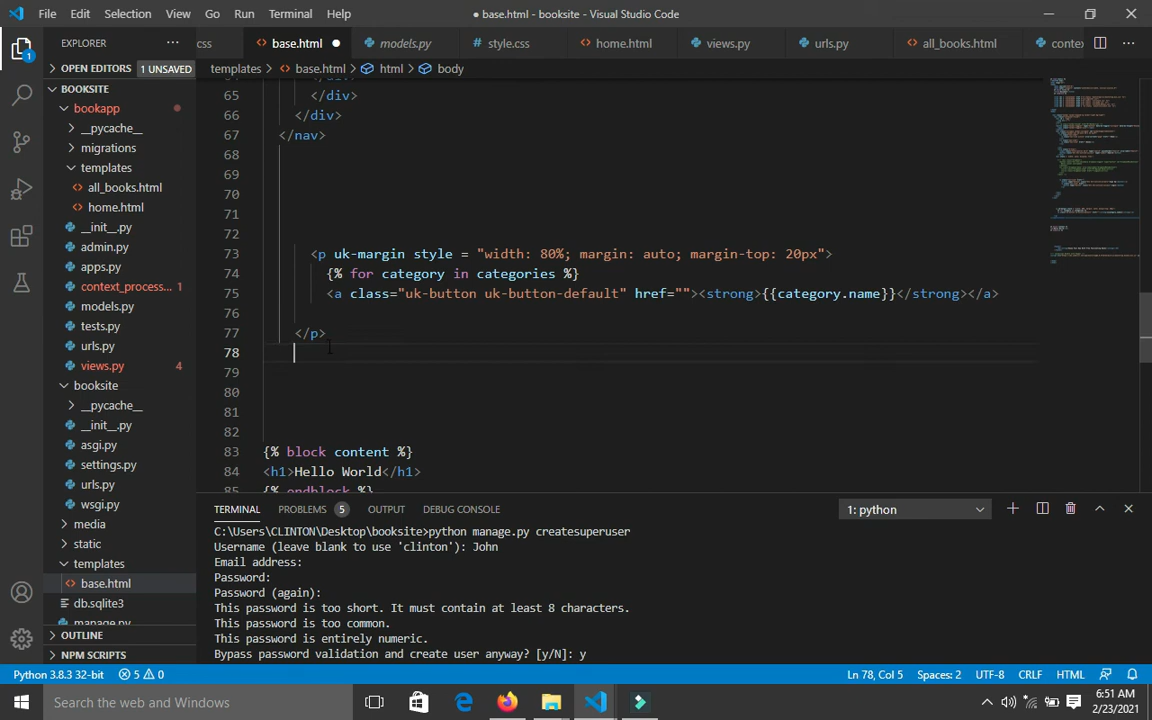 File Edit Selection View Go Run Terminal Help
● base.html - booksite - Visual Studio Code
EXPLORER ···
css
base.html ●
models.py
style.css
home.html
views.py
urls.py
all_books.html
contex
OPEN EDITORS 1 UNSAVED
templates > base.html > html > body
BOOKSITE
bookapp
__pycache__
migrations
templates
all_books.html
home.html
__init__.py
admin.py
apps.py
context_process... 1
models.py
tests.py
urls.py
views.py 4
booksite
__pycache__
__init__.py
asgi.py
settings.py
urls.py
wsgi.py
media
static
templates
base.html
db.sqlite3
manage.py
OUTLINE
NPM SCRIPTS
1
65 </div>
66 </div>
67 </nav>
68
69
70
71
72
73 <p uk-margin style = "width: 80%; margin: auto; margin-top: 20px">
74 {% for category in categories %}
75 <a class="uk-button uk-button-default" href=""><strong>{{category.name}}</strong></a>
76
77 </p>
78
79
80
81
82
83 {% block content %}
84 <h1>Hello World</h1>
85 {% endblock %}
TERMINAL PROBLEMS 5 OUTPUT DEBUG CONSOLE
1: python
C:\Users\CLINTON\Desktop\booksite>python manage.py createsuperuser
Username (leave blank to use 'clinton'): John
Email address:
Password:
Password (again):
This password is too short. It must contain at least 8 characters.
This password is too common.
This password is entirely numeric.
Bypass password validation and create user anyway? [y/N]: y
Python 3.8.3 32-bit 5 0
Ln 78, Col 5 Spaces: 2 UTF-8 CRLF HTML
Search the web and Windows
6:51 AM
2/23/2021